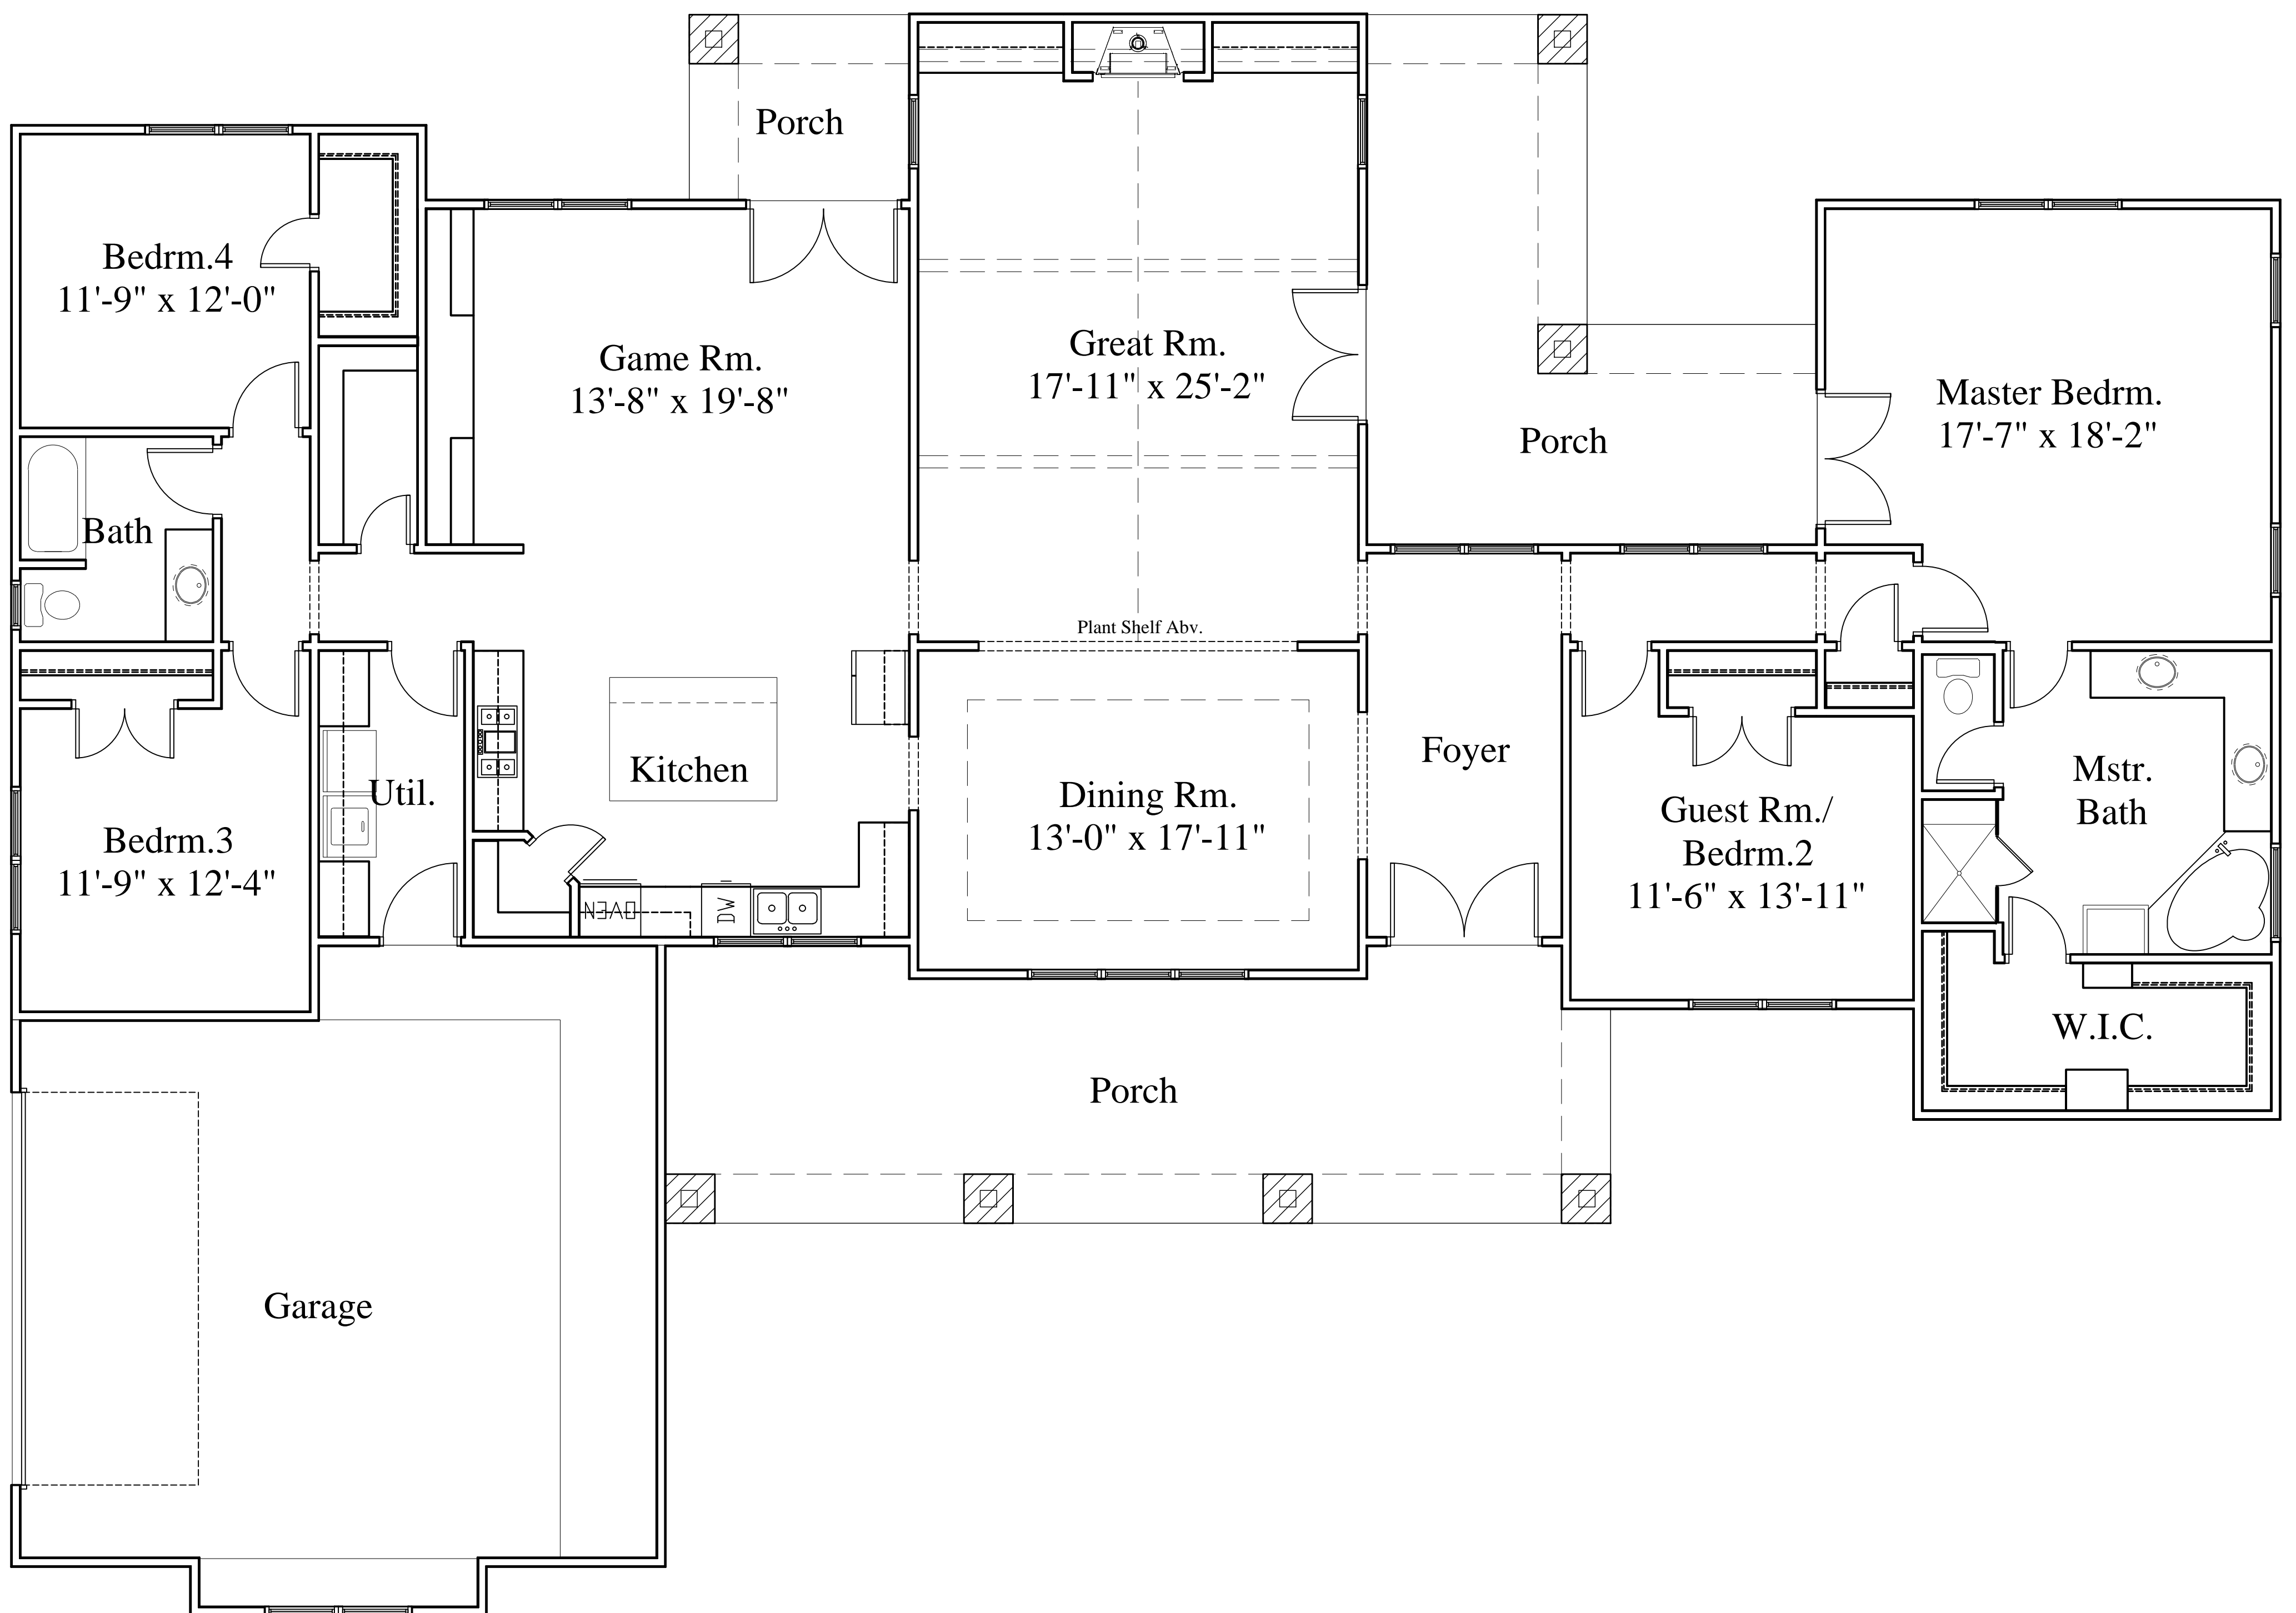 Porch
Bedrm.4
11'-9" x 12'-0"
Game Rm.
13'-8" x 19'-8"
Great Rm.
17'-11" x 25'-2"
Porch
Master Bedrm.
17'-7" x 18'-2"
Bath
Plant Shelf Abv.
Bedrm.3
11'-9" x 12'-4"
Util.
Kitchen
OVEN
DW
Dining Rm.
13'-0" x 17'-11"
Foyer
Guest Rm./
Bedrm.2
11'-6" x 13'-11"
Mstr.
Bath
W.I.C.
Porch
Garage